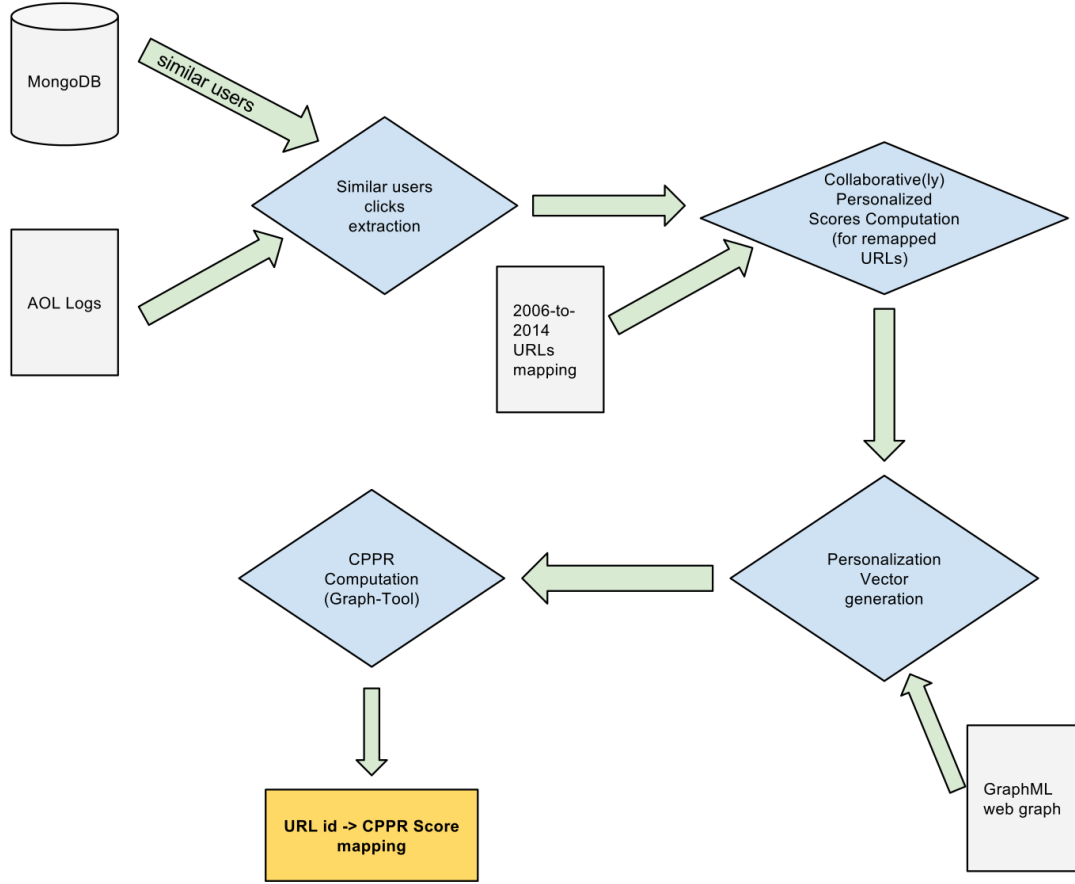 MongoDB
similar users
Similar users
clicks
extraction
Collaborative(ly)
Personalized
Scores Computation
(for remapped
URLs)
AOL Logs
2006-to-
2014
URLs
mapping
CPPR
Computation
(Graph-Tool)
Personalization
Vector
generation
GraphML
web graph
URL id -> CPPR Score
mapping